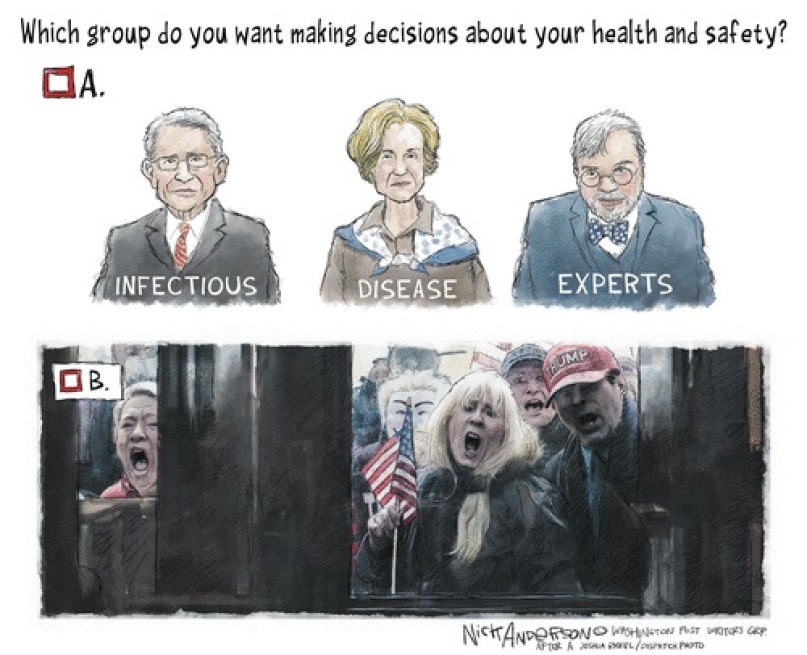 Which group do you want making decisions about your health and safety?
A.
INFECTIOUS
DISEASE
EXPERTS
B.
TRUMP
NICK ANDERSON © WASHINGTON POST WRITERS GRP.
AFTER A JOSHUA BICKEL/DISPATCH PHOTO